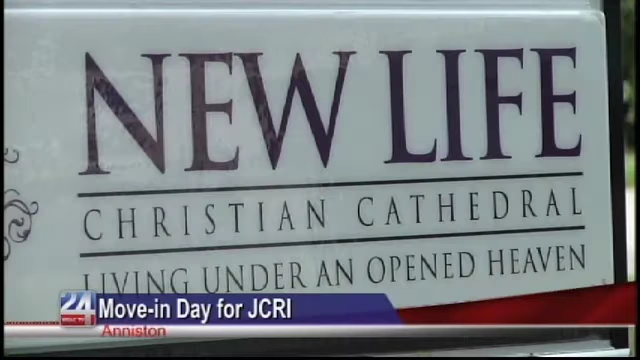 NEW LIFE
CHRISTIAN CATHEDRAL
LIVING UNDER AN OPENED HEAVEN
24
Move-in Day for JCRI
Anniston